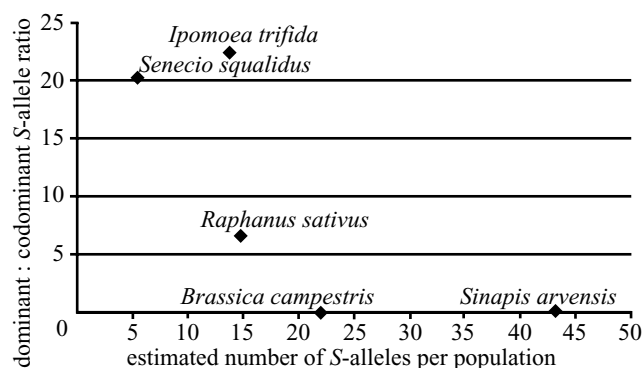 25
20
15
10
5
0
dominant : codominant S-allele ratio
Ipomoea trifida
Senecio squalidus
Raphanus sativus
Brassica campestris Sinapis arvensis
5 10 15 20 25 30 35 40 45 50
estimated number of S-alleles per population